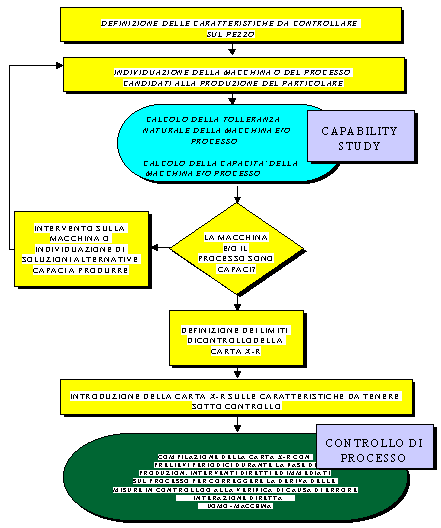 DEFINIZIONE DELLE CARATTERISTICHE DA CONTROLLARE
SUL PEZZO
INDIVIDUAZIONE DELLA MACCHINA O DEL PROCESSO
CANDIDATI ALLA PRODUZIONE DEL PARTICOLARE
CALCOLO DELLA TOLLERANZA
NATURALE DELLA MACCHINA E/O
PROCESSO
CALCOLO DELLA CAPACITA' DELLA
MACCHINA E/O PROCESSO
CAPABILITY
STUDY
LA MACCHINA
E/O IL
PROCESSO SONO
CAPACI?
INTERVENTO SULLA
MACCHINA O
INDIVIDUAZIONE DI
SOLUZIONI ALTERNATIVE
CAPACI A PRODURRE
DEFINIZIONE DEI LIMITI
DI CONTROLLO DELLA
CARTA X-R
INTRODUZIONE DELLA CARTA X-R SULLE CARATTERISTICHE DA TENERE
SOTTO CONTROLLO
CONTROLLO DI
PROCESSO
COMPILAZIONE DELLA CARTA X-R CON
PRELIEVI PERIODICI DURANTE LA FASE DI
PRODUZION. INTERVENTI DIRETTI ED IMMEDIATI
SUL PROCESSO PER CORREGGERE LA DERIVA DELLE
MISURE IN CONTROLLO ALLA VERIFICA DI CAUSA DI ERRORE
INTERAZIONE DIRETTA
UOMO - MACCHINA